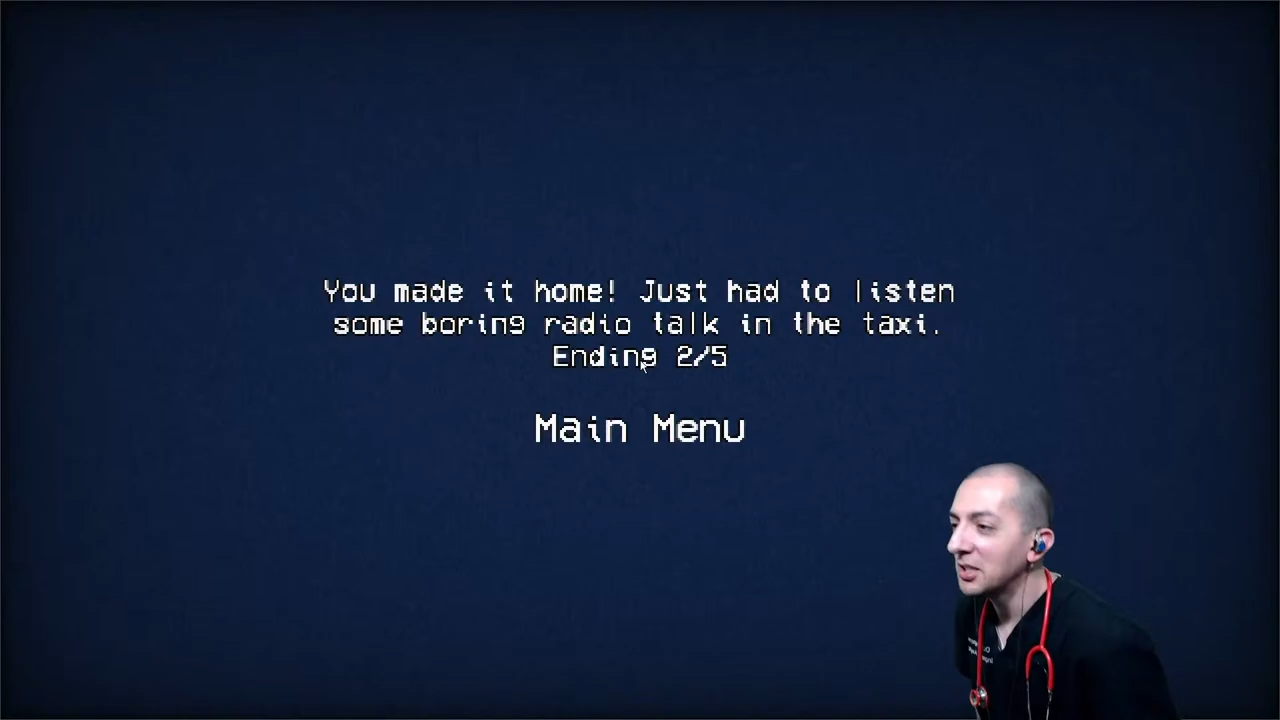 You made it home! Just had to listen
some boring radio talk in the taxi.
Ending 2/5
Main Menu